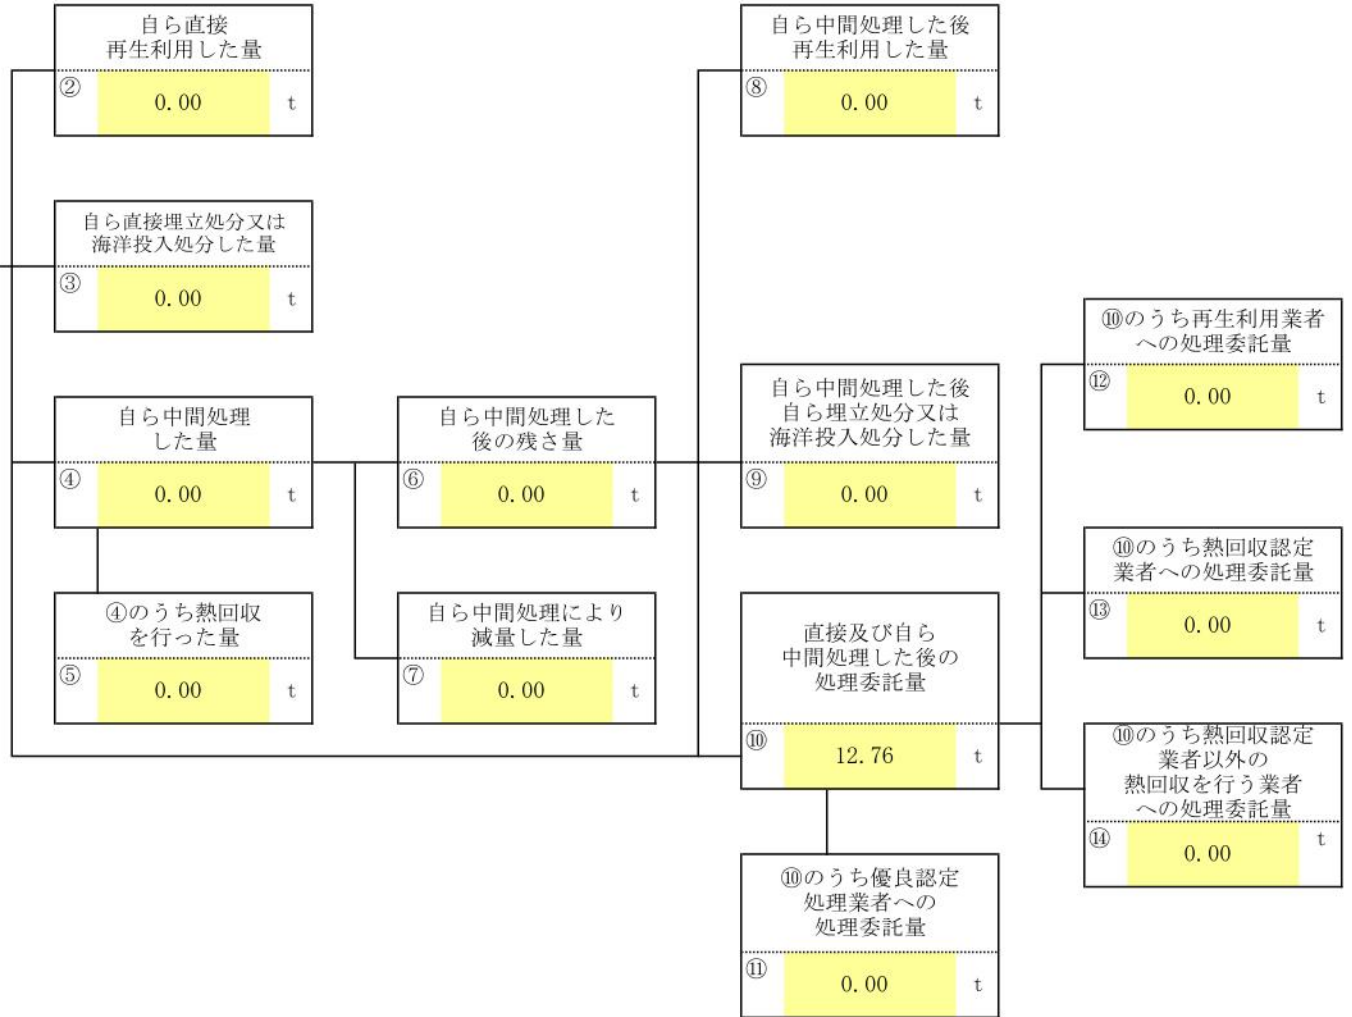 自ら直接
再生利用した量
② 0.00 t
自ら直接埋立処分又は
海洋投入処分した量
③ 0.00 t
自ら中間処理
した量
④ 0.00 t
④のうち熱回収
を行った量
⑤ 0.00 t
自ら中間処理した
後の残さ量
⑥ 0.00 t
自ら中間処理により
減量した量
⑦ 0.00 t
自ら中間処理した後
再生利用した量
⑧ 0.00 t
自ら中間処理した後
自ら埋立処分又は
海洋投入処分した量
⑨ 0.00 t
直接及び自ら
中間処理した後の
処理委託量
⑩ 12.76 t
⑩のうち優良認定
処理業者への
処理委託量
⑪ 0.00 t
⑩のうち再生利用業者
への処理委託量
⑫ 0.00 t
⑩のうち熱回収認定
業者への処理委託量
⑬ 0.00 t
⑩のうち熱回収認定
業者以外の
熱回収を行う業者
への処理委託量
⑭ 0.00 t